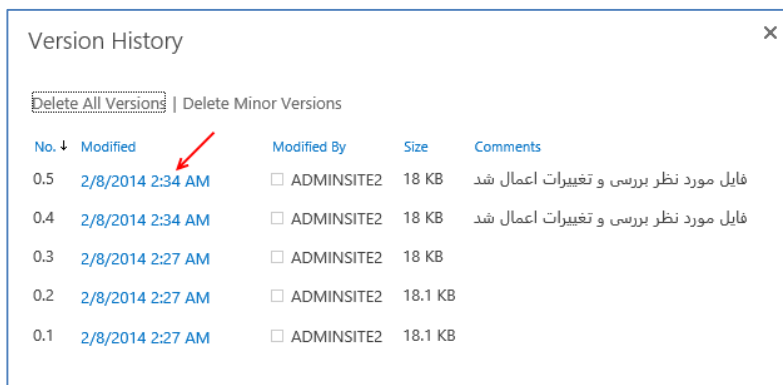 Version History
Delete All Versions | Delete Minor Versions
No. Modified Modified By Size Comments
0.5 2/8/2014 2:34 AM ADMINSITE2 18 KB فایل مورد نظر بررسی و تغییرات اعمال شد
0.4 2/8/2014 2:34 AM ADMINSITE2 18 KB فایل مورد نظر بررسی و تغییرات اعمال شد
0.3 2/8/2014 2:27 AM ADMINSITE2 18 KB
0.2 2/8/2014 2:27 AM ADMINSITE2 18.1 KB
0.1 2/8/2014 2:27 AM ADMINSITE2 18.1 KB